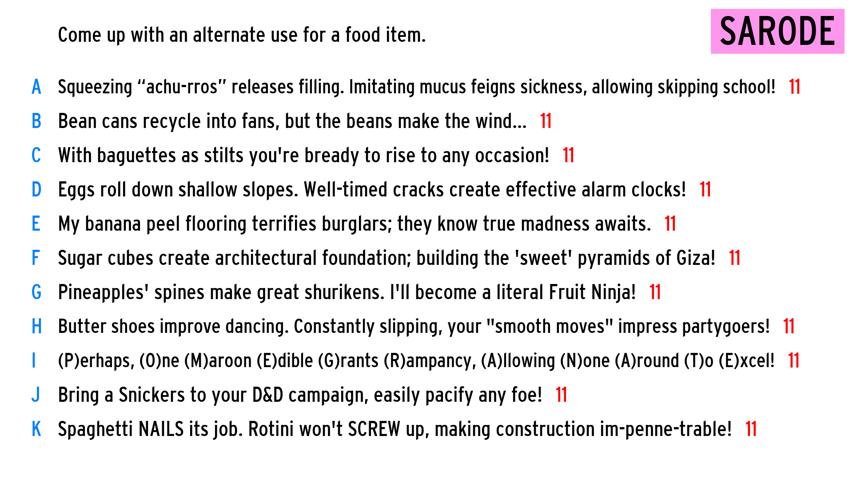 Come up with an alternate use for a food item.
SARODE
A Squeezing “achu-rros” releases filling. Imitating mucus feigns sickness, allowing skipping school! 11
B Bean cans recycle into fans, but the beans make the wind... 11
C With baguettes as stilts you're bready to rise to any occasion! 11
D Eggs roll down shallow slopes. Well-timed cracks create effective alarm clocks! 11
E My banana peel flooring terrifies burglars; they know true madness awaits. 11
F Sugar cubes create architectural foundation; building the 'sweet' pyramids of Giza! 11
G Pineapples' spines make great shurikens. I'll become a literal Fruit Ninja! 11
H Butter shoes improve dancing. Constantly slipping, your "smooth moves" impress partygoers! 11
I (P)erhaps, (O)ne (M)aroon (E)dible (G)rants (R)ampancy, (A)llowing (N)one (A)round (T)o (E)xcel! 11
J Bring a Snickers to your D&D campaign, easily pacify any foe! 11
K Spaghetti NAILS its job. Rotini won't SCREW up, making construction im-penne-trable! 11